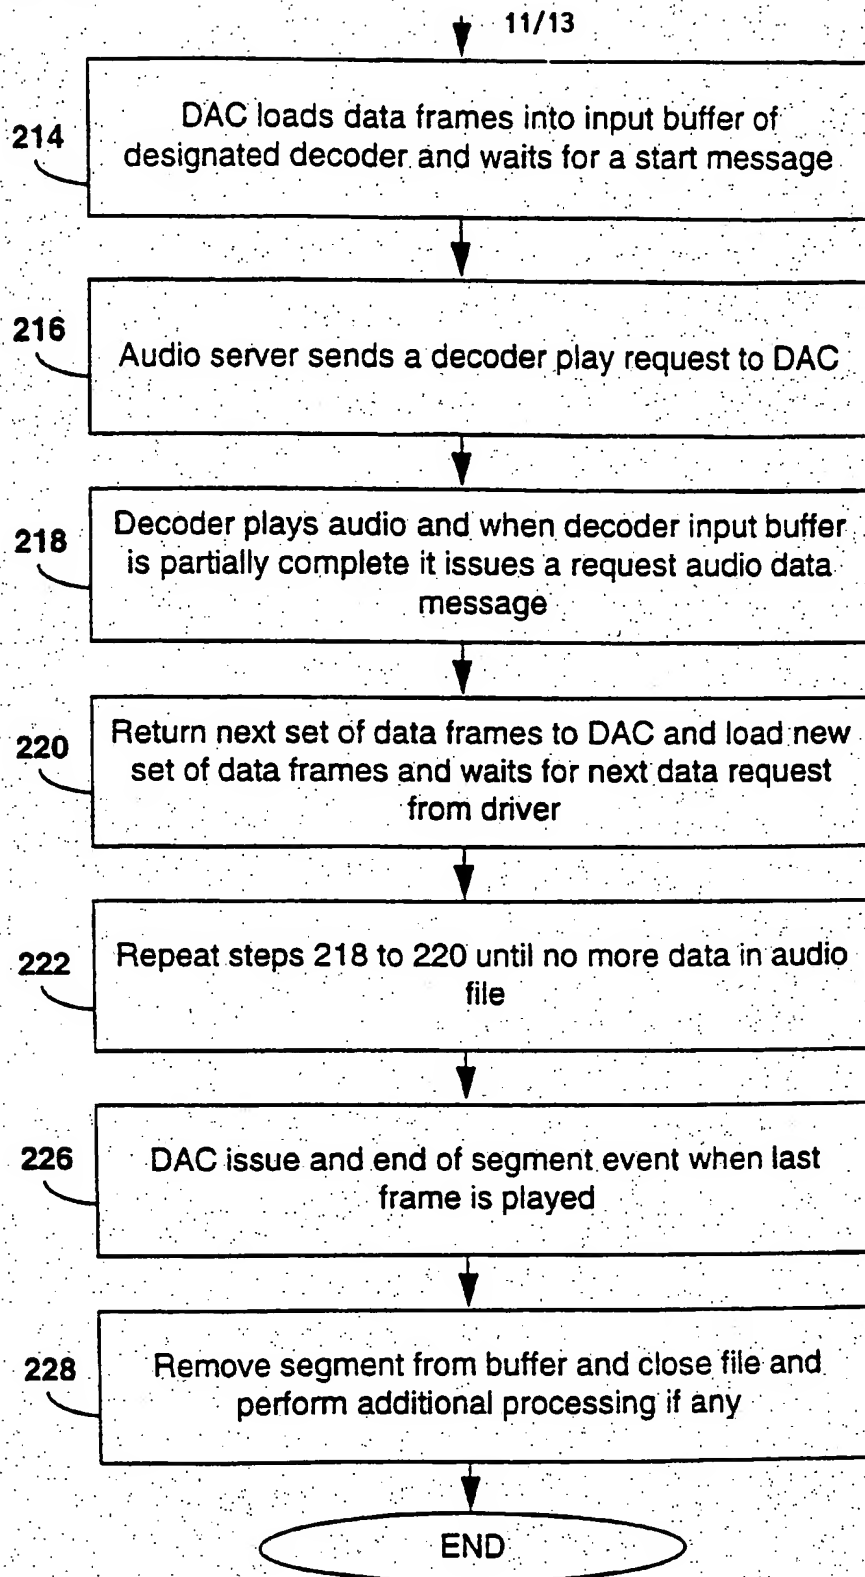 11/13
214
DAC loads data frames into input buffer of
designated decoder and waits for a start message
216
Audio server sends a decoder play request to DAC
218
Decoder plays audio and when decoder input buffer
is partially complete it issues a request audio data
message
220
Return next set of data frames to DAC and load new
set of data frames and waits for next data request
from driver
222
Repeat steps 218 to 220 until no more data in audio
file
226
DAC issue and end of segment event when last
frame is played
228
Remove segment from buffer and close file and
perform additional processing if any
END